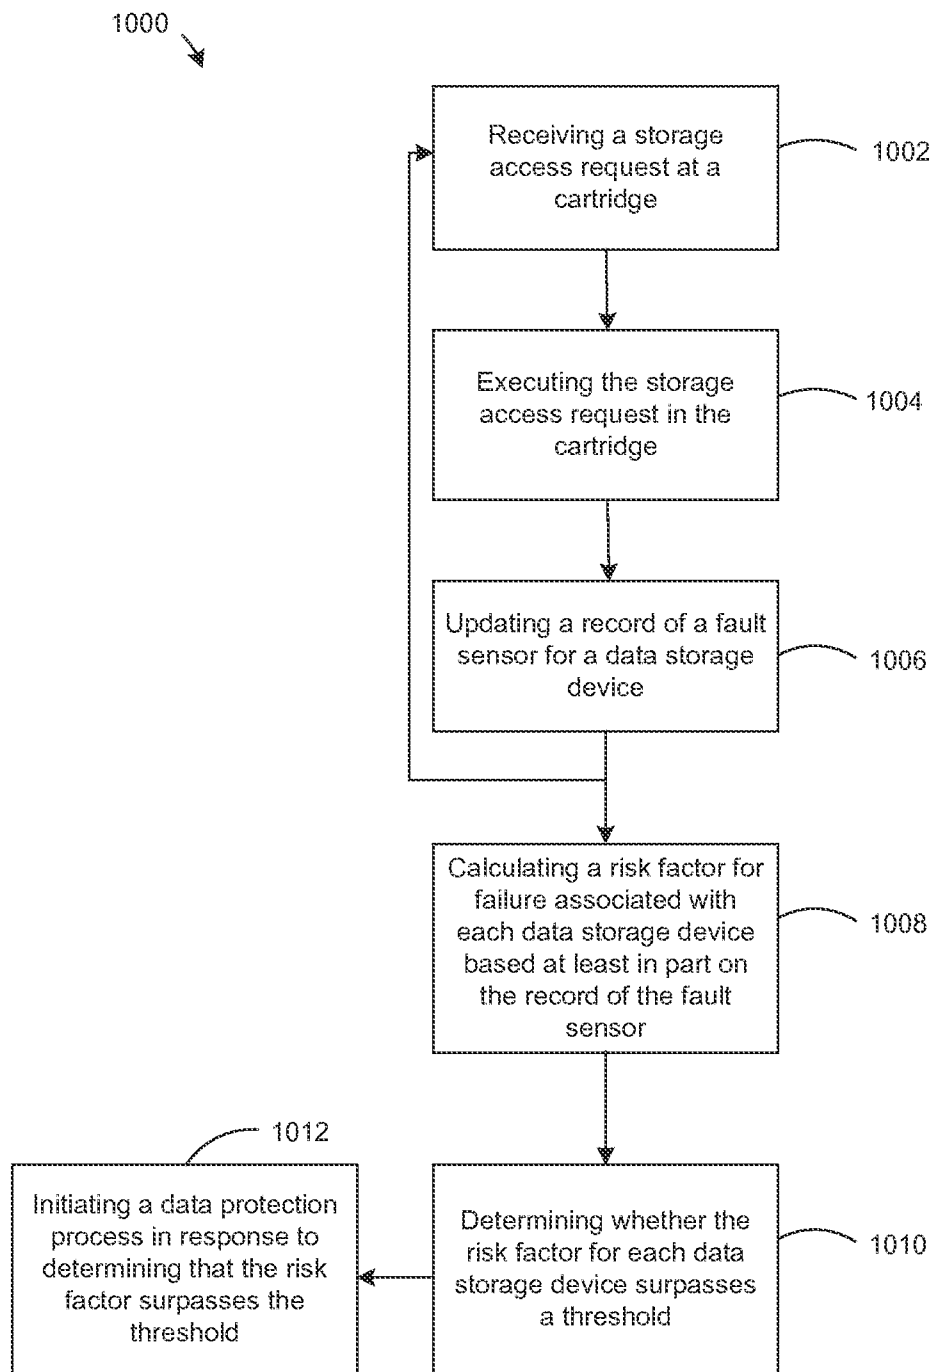 1000
Receiving a storage
access request at a
cartridge
1002
Executing the storage
access request in the
cartridge
1004
Updating a record of a fault
sensor for a data storage
device
1006
Calculating a risk factor for
failure associated with
each data storage device
based at least in part on
the record of the fault
sensor
1008
Determining whether the
risk factor for each data
storage device surpasses
a threshold
1010
1012
Initiating a data protection
process in response to
determining that the risk
factor surpasses the
threshold